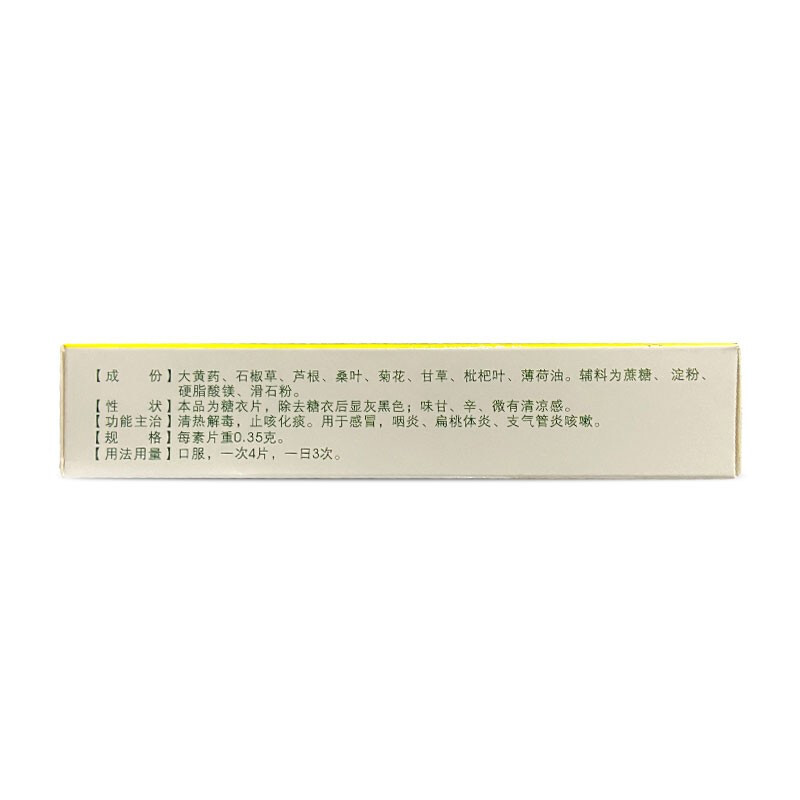 【成 份】大黄药、石椒草、芦根、桑叶、菊花、甘草、枇杷叶、薄荷油。辅料为蔗糖、淀粉、
硬脂酸镁、滑石粉。
【性 状】本品为糖衣片，除去糖衣后显灰黑色；味甘、辛、微有清凉感。
【功能主治】清热解毒，止咳化痰。用于感冒，咽炎、扁桃体炎、支气管炎咳嗽。
【规 格】每素片重0.35克。
【用法用量】口服，一次4片，一日3次。